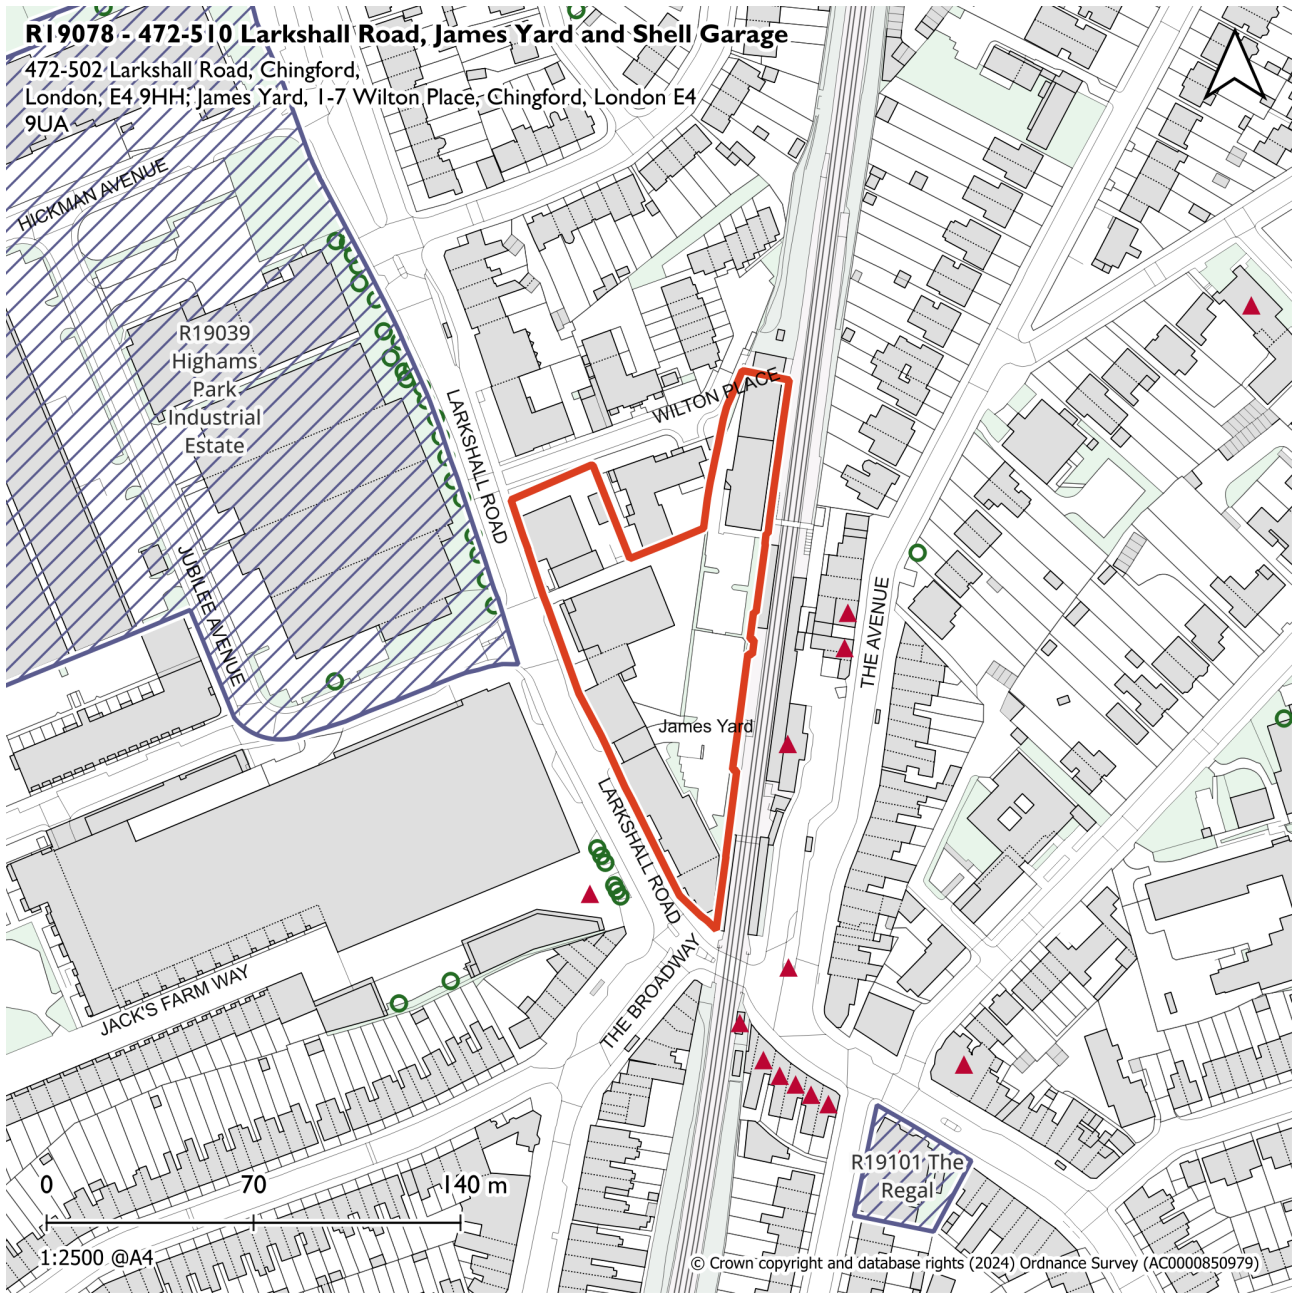 R19078 - 472-510 Larkshall Road, James Yard and Shell Garage
472-502 Larkshall Road, Chingford,
London, E4 9HH; James Yard, 1-7 Wilton Place, Chingford, London E4
9UA
HICKMAN AVENUE
R19039
Highams
Park
Industrial
Estate
LARKSHALL ROAD
WILTON PLACE
JUBILEE AVENUE
THE AVENUE
James Yard
LARKSHALL ROAD
JACK'S FARM WAY
THE BROADWAY
R19101 The
Regal
0 70 140 m
1:2500 @A4
© Crown copyright and database rights (2024) Ordnance Survey (AC0000850979)